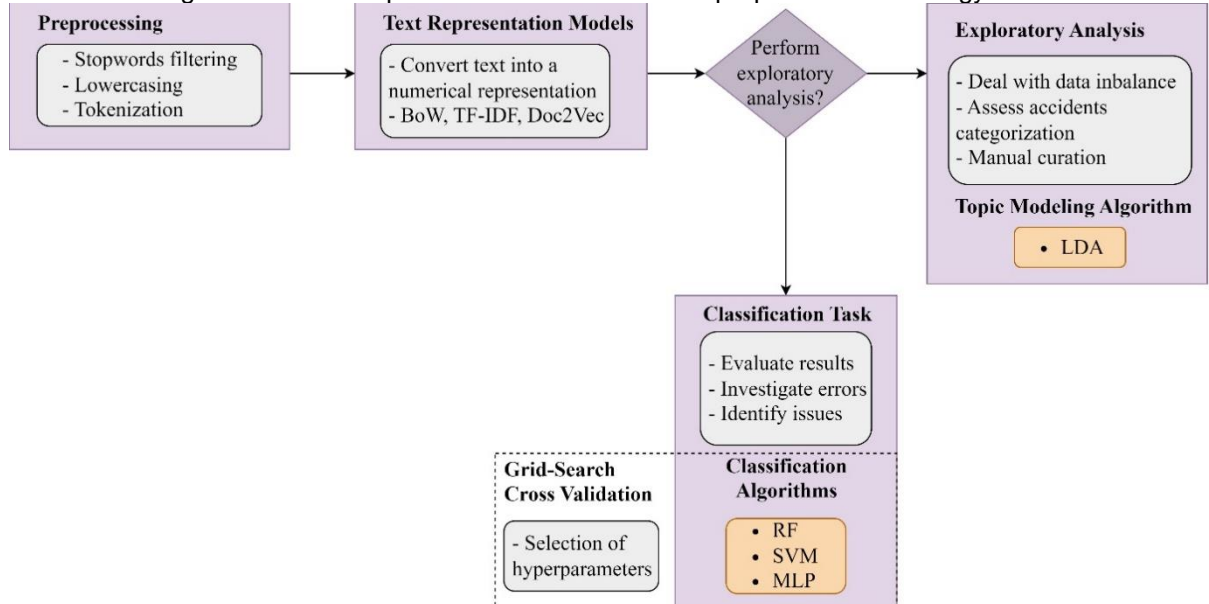 Preprocessing
- Stopwords filtering
- Lowercasing
- Tokenization
Text Representation Models
- Convert text into a
numerical representation
- BoW, TF-IDF, Doc2Vec
Perform
exploratory
analysis?
Exploratory Analysis
- Deal with data inbalance
- Assess accidents
categorization
- Manual curation
Topic Modeling Algorithm
• LDA
Classification Task
- Evaluate results
- Investigate errors
- Identify issues
Grid-Search
Cross Validation
- Selection of
hyperparameters
Classification
Algorithms
• RF
• SVM
• MLP